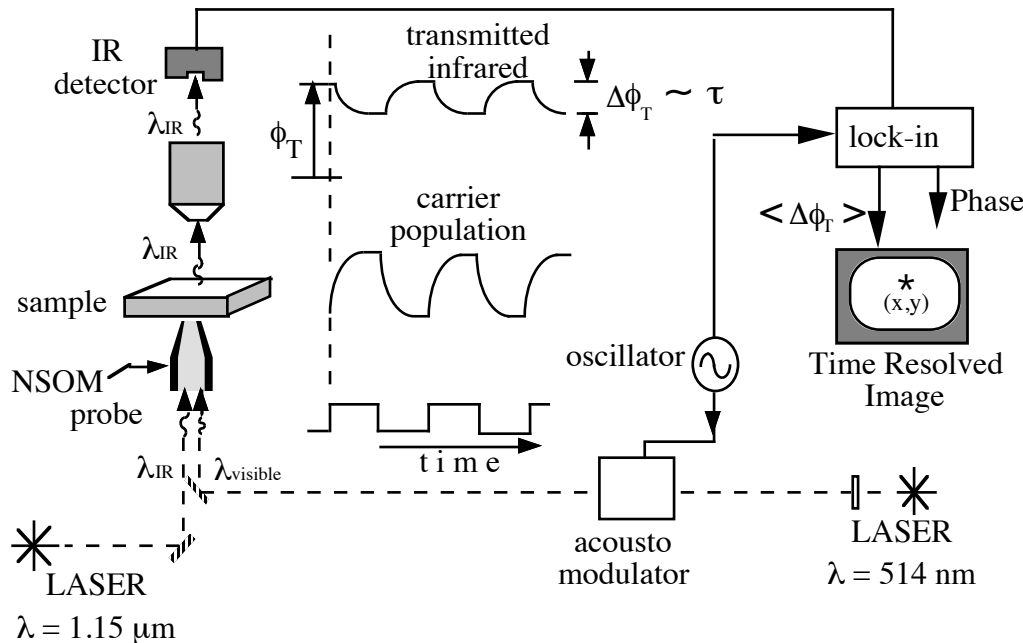 IR
detector
λIR
λIR
sample
NSOM
probe
λIR
λvisible
LASER
λ = 1.15 μm
transmitted
infrared
ϕT
ΔϕT ~ τ
carrier
population
time
oscillator
acousto
modulator
lock-in
< ΔϕT >
Phase
*
(x,y)
Time Resolved
Image
LASER
λ = 514 nm